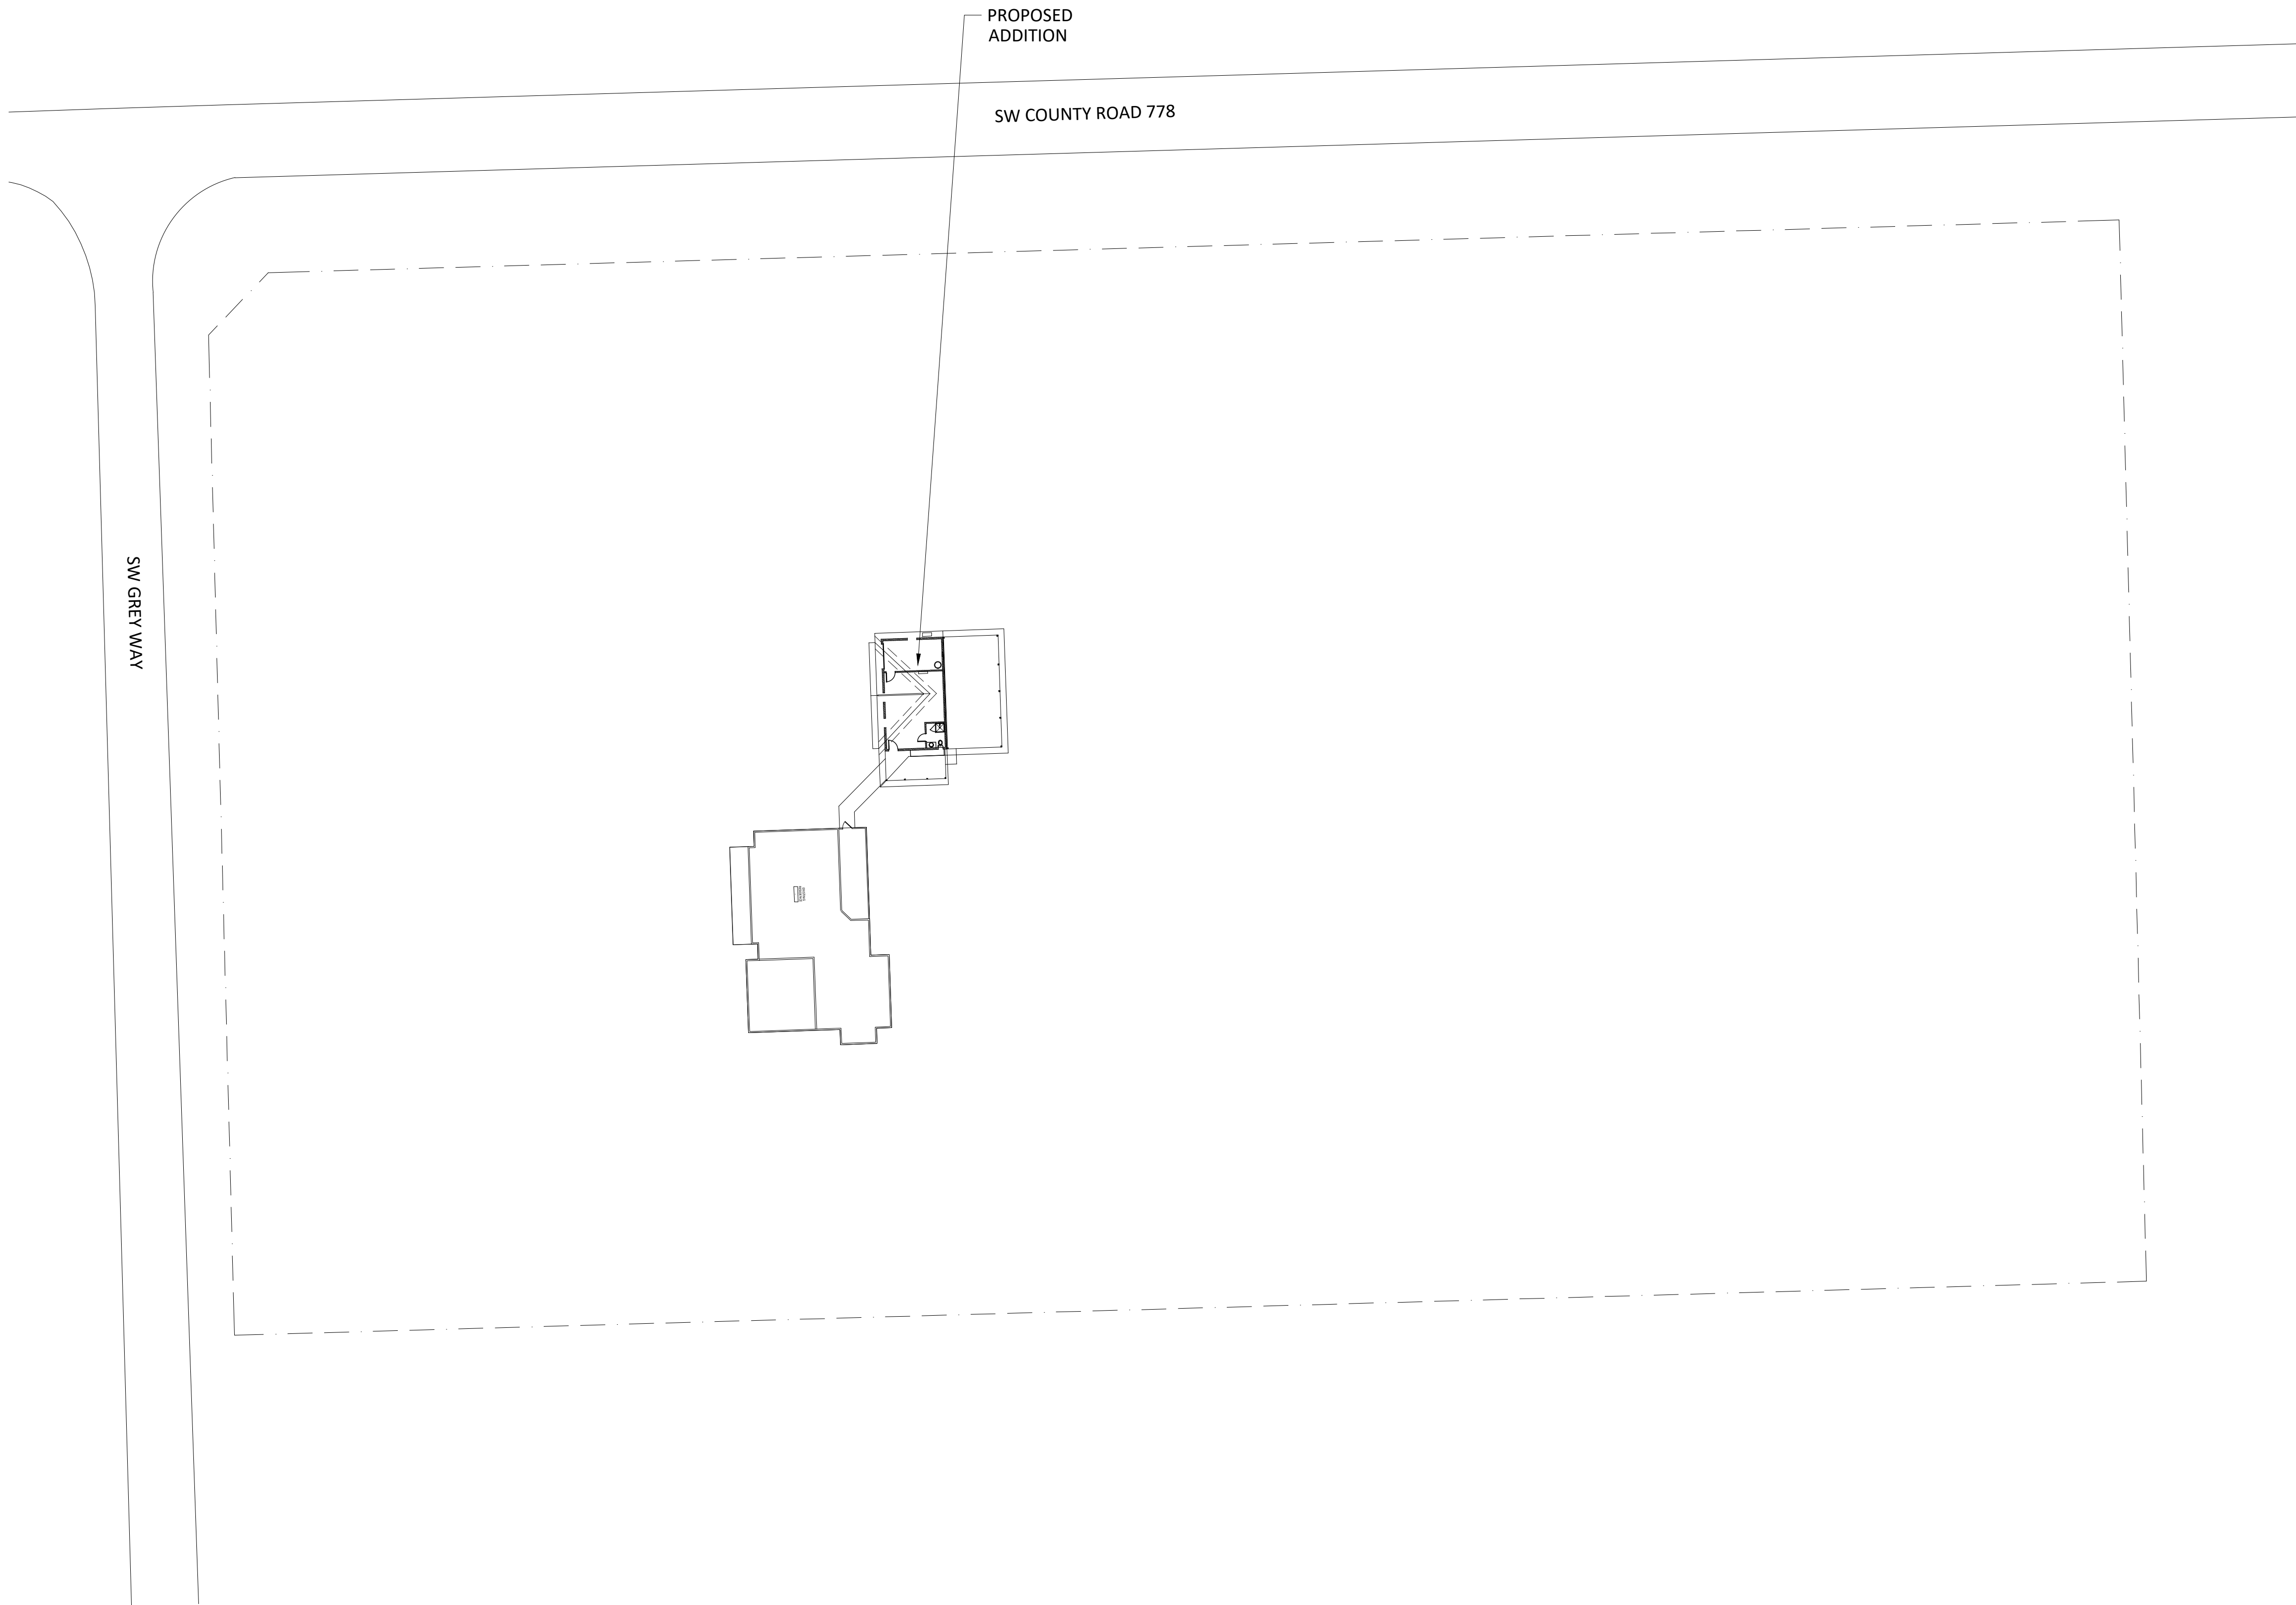 PROPOSED
ADDITION
SW COUNTY ROAD 778
SW GREY WAY